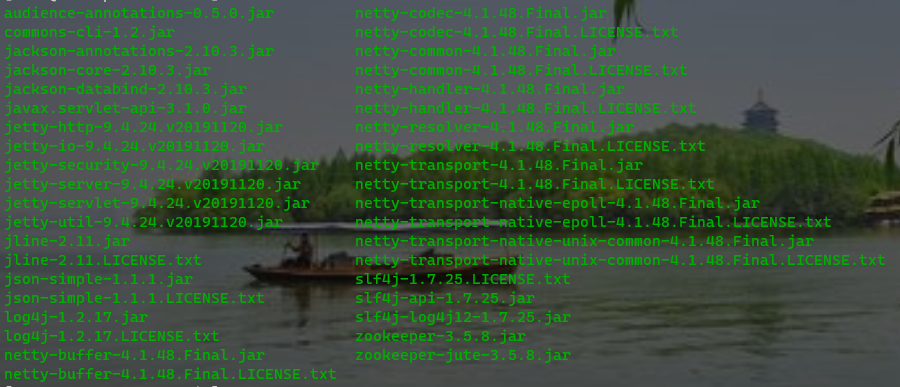 audience-annotations-0.5.0.jar netty-codec-4.1.48.Final.jar
commons-cli-1.2.jar netty-codec-4.1.48.Final.LICENSE.txt
jackson-annotations-2.10.3.jar netty-common-4.1.48.Final.jar
jackson-core-2.10.3.jar netty-common-4.1.48.Final.LICENSE.txt
jackson-databind-2.10.3.jar netty-handler-4.1.48.Final.jar
javax.servlet-api-3.1.0.jar netty-handler-4.1.48.Final.LICENSE.txt
jetty-http-9.4.24.v20191120.jar netty-resolver-4.1.48.Final.jar
jetty-io-9.4.24.v20191120.jar netty-resolver-4.1.48.Final.LICENSE.txt
jetty-security-9.4.24.v20191120.jar netty-transport-4.1.48.Final.jar
jetty-server-9.4.24.v20191120.jar netty-transport-4.1.48.Final.LICENSE.txt
jetty-servlet-9.4.24.v20191120.jar netty-transport-native-epoll-4.1.48.Final.jar
jetty-util-9.4.24.v20191120.jar netty-transport-native-epoll-4.1.48.Final.LICENSE.txt
jline-2.11.jar netty-transport-native-unix-common-4.1.48.Final.jar
jline-2.11.LICENSE.txt netty-transport-native-unix-common-4.1.48.Final.LICENSE.txt
json-simple-1.1.1.jar slf4j-1.7.25.LICENSE.txt
json-simple-1.1.1.LICENSE.txt slf4j-api-1.7.25.jar
log4j-1.2.17.jar slf4j-log4j12-1.7.25.jar
log4j-1.2.17.LICENSE.txt zookeeper-3.5.8.jar
netty-buffer-4.1.48.Final.jar zookeeper-jute-3.5.8.jar
netty-buffer-4.1.48.Final.LICENSE.txt